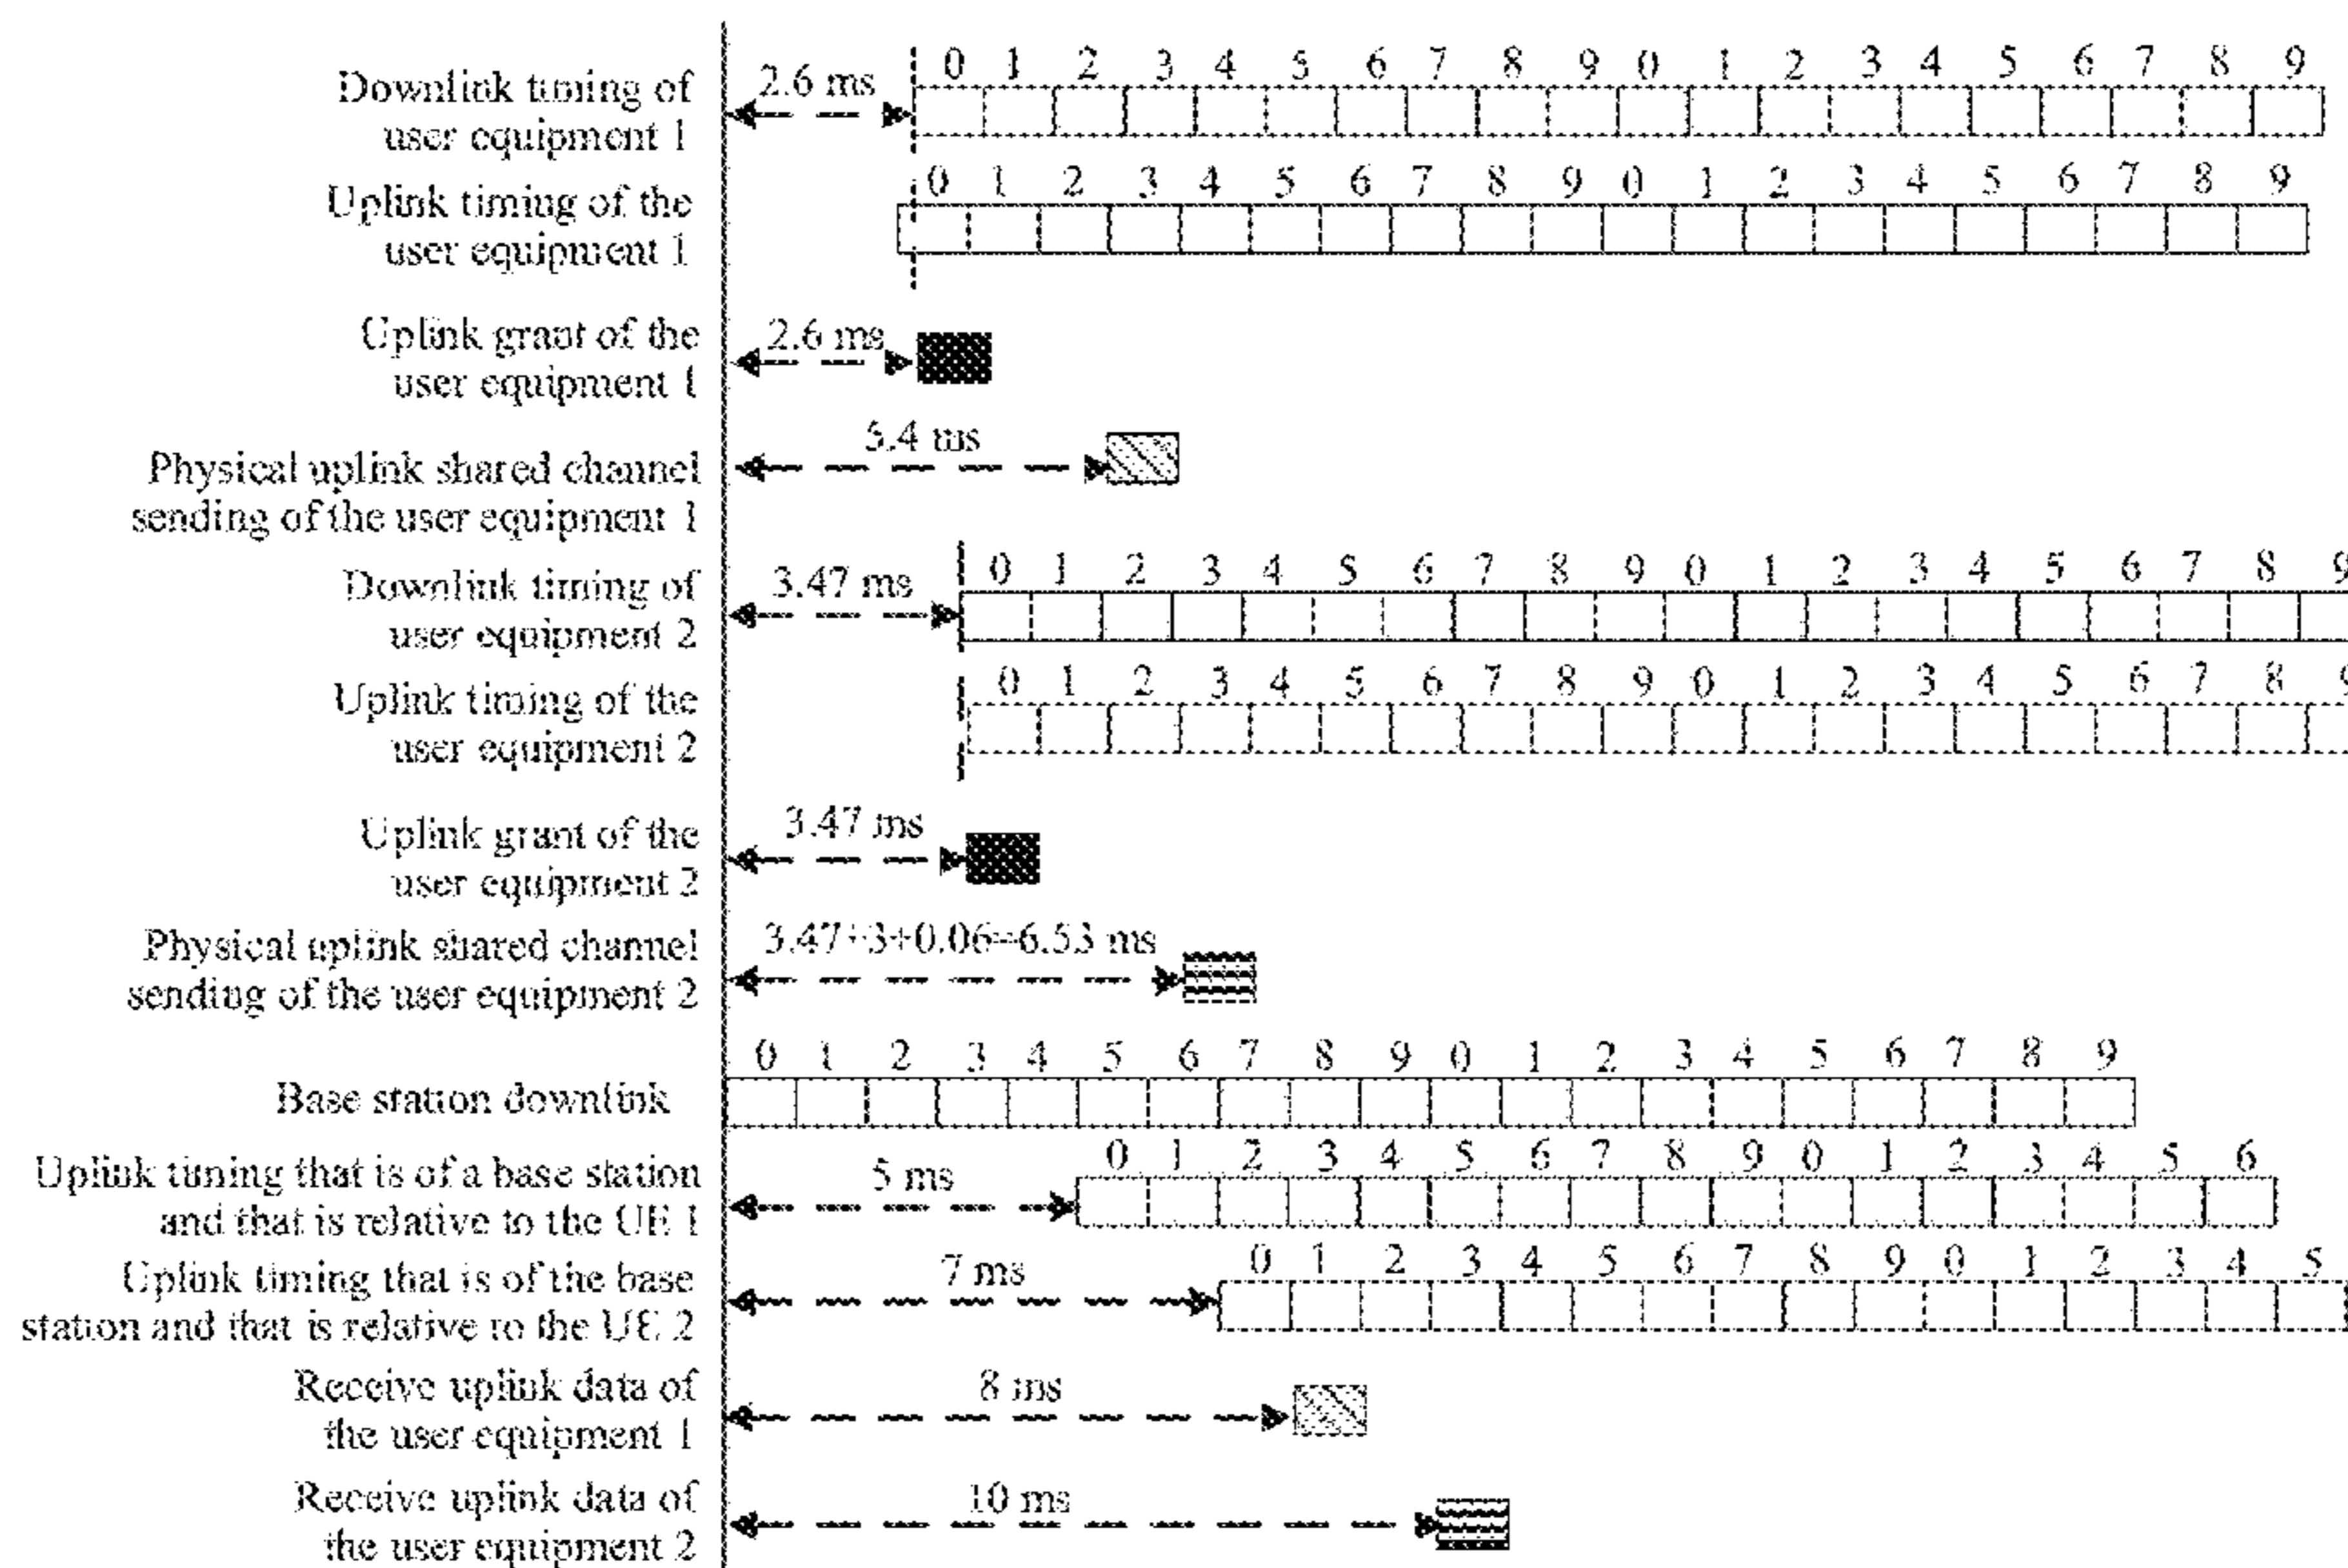 0 1 2 3 4 5 6 7 8 9 0 1 2 3 4 5 6 7 8 9
Downlink timing of
user equipment 1
2.6 ms
0 1 2 3 4 5 6 7 8 9 0 1 2 3 4 5 6 7 8 9
Uplink timing of the
user equipment 1
Uplink grant of the
user equipment 1
2.6 ms
5.4 ms
Physical uplink shared channel
sending of the user equipment 1
0 1 2 3 4 5 6 7 8 9 0 1 2 3 4 5 6 7 8 9
Downlink timing of
user equipment 2
3.47 ms
0 1 2 3 4 5 6 7 8 9 0 1 2 3 4 5 6 7 8 9
Uplink timing of the
user equipment 2
Uplink grant of the
user equipment 2
3.47 ms
3.47+3+0.06=6.53 ms
Physical uplink shared channel
sending of the user equipment 2
0 1 2 3 4 5 6 7 8 9 0 1 2 3 4 5 6 7 8 9
Base station downlink
0 1 2 3 4 5 6 7 8 9 0 1 2 3 4 5 6
Uplink timing that is of a base station
and that is relative to the UE 1
5 ms
0 1 2 3 4 5 6 7 8 9 0 1 2 3 4 5
Uplink timing that is of the base
station and that is relative to the UE 2
7 ms
Receive uplink data of
the user equipment 1
8 ms
Receive uplink data of
the user equipment 2
10 ms